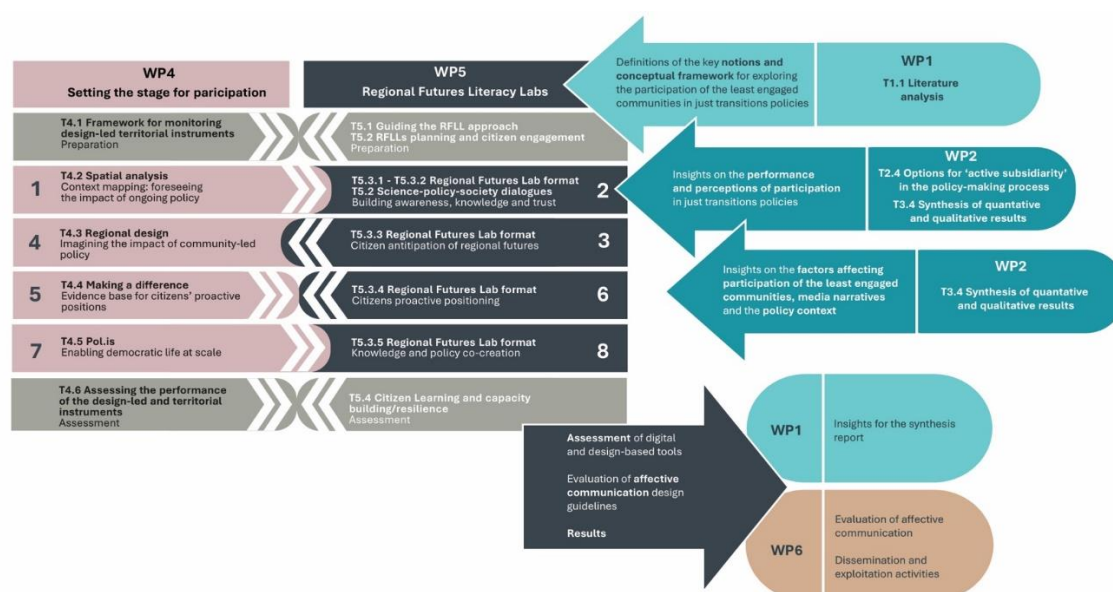 WP4
Setting the stage for paricipation
WP5
Regional Futures Literacy Labs
T4.1 Framework for monitoring
design-led territorial instruments
Preparation
T5.1 Guiding the RFLL approach
T5.2 RFLLs planning and citizen engagement
Preparation
1
T4.2 Spatial analysis
Context mapping: foreseeing
the impact of ongoing policy
T5.3.1 - T5.3.2 Regional Futures Lab format
T5.2 Science-policy-society dialogues
Building awareness, knowledge and trust
2
4
T4.3 Regional design
Imagining the impact of community-led
policy
T5.3.3 Regional Futures Lab format
Citizen antitipation of regional futures
3
5
T4.4 Making a difference
Evidence base for citizens' proactive
positions
T5.3.4 Regional Futures Lab format
Citizens proactive positioning
6
7
T4.5 Pol.is
Enabling democratic life at scale
T5.3.5 Regional Futures Lab format
Knowledge and policy co-creation
8
T4.6 Assessing the performance
of the design-led and territorial
instruments
Assessment
T5.4 Citizen Learning and capacity
building/resilience
Assessment
Definitions of the key notions and
conceptual framework for exploring
the participation of the least engaged
communities in just transitions policies
WP1
T1.1 Literature
analysis
Insights on the performance
and perceptions of participation
in just transitions policies
WP2
T2.4 Options for 'active subsidiarity'
in the policy-making process
T3.4 Synthesis of quantative
and qualitative results
Insights on the factors affecting
participation of the least engaged
communities, media narratives
and the policy context
WP2
T3.4 Synthesis of quantative
and qualitative results
Assessment of digital
and design-based tools
Evaluation of affective
communication design
guidelines
Results
WP1
Insights for the synthesis
report
WP6
Evaluation of affective
communication
Dissemination and
exploitation activities